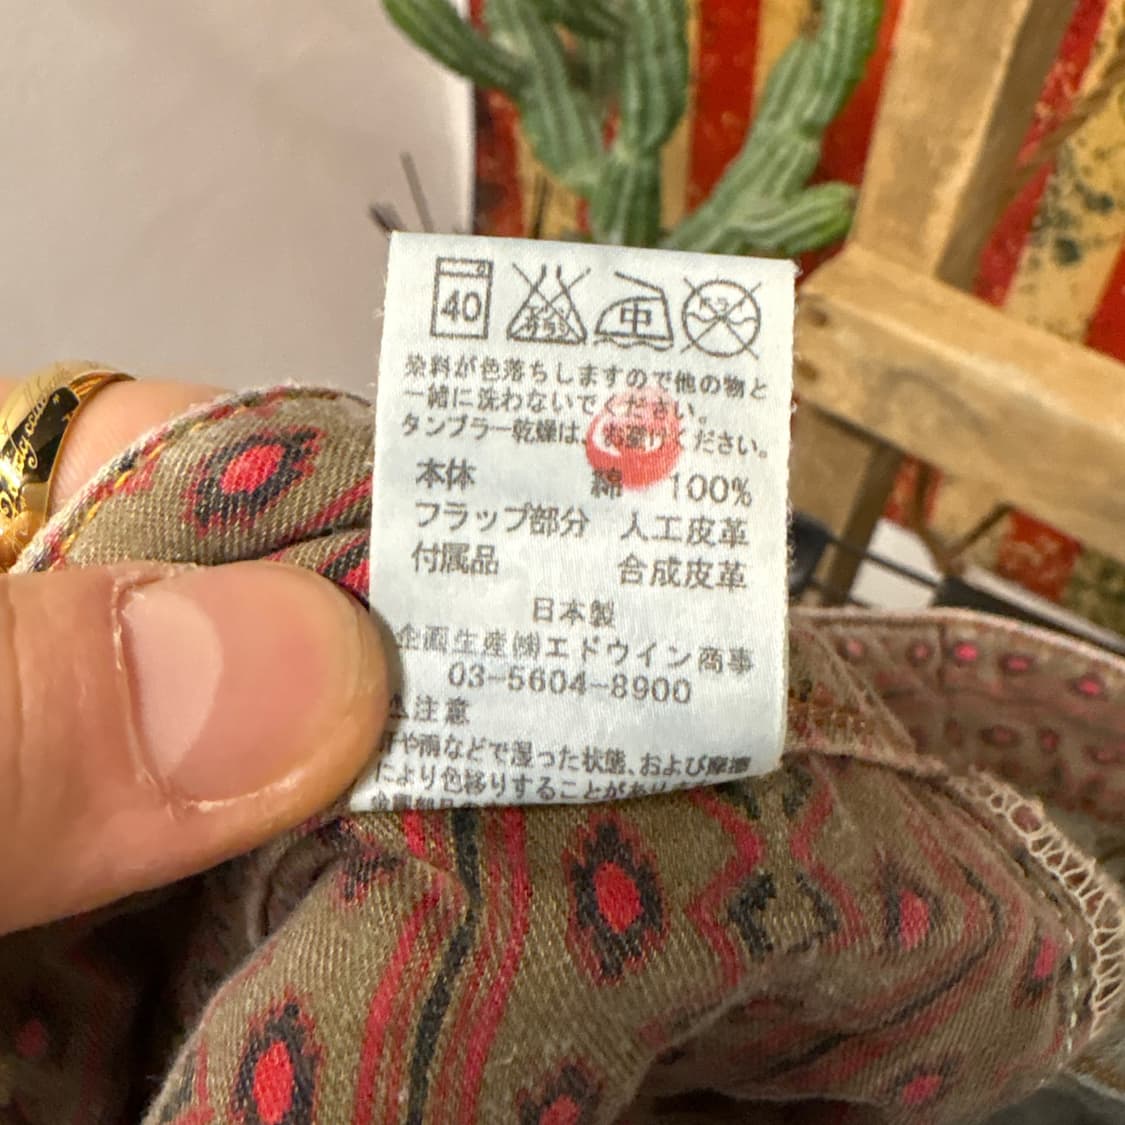 40
中
染料が色落ちしますので他の物と
一緒に洗わないでください。
タンブラー乾燥は、お避けください。
本体 綿 100%
フラップ部分 人工皮革
付属品 合成皮革
日本製
企画生産㈱エドウイン商事
03-5604-8900
注意
汗や雨などで湿った状態、および摩擦
により色移りすることがあり